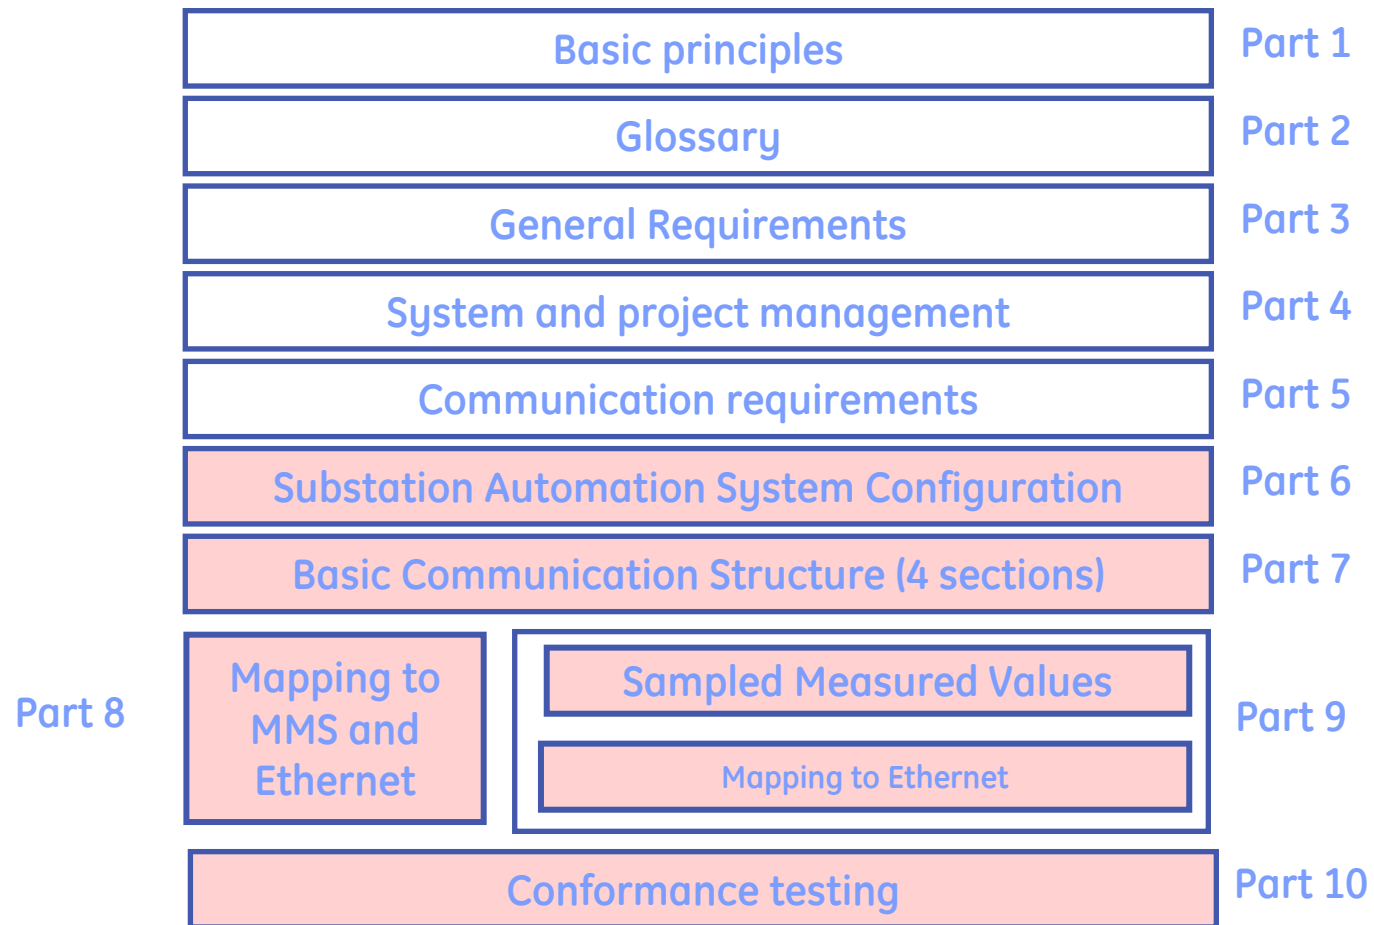 Basic principles
Part 1
Glossary
Part 2
General Requirements
Part 3
System and project management
Part 4
Communication requirements
Part 5
Substation Automation System Configuration
Part 6
Basic Communication Structure (4 sections)
Part 7
Part 8
Mapping to
MMS and
Ethernet
Sampled Measured Values
Mapping to Ethernet
Part 9
Conformance testing
Part 10